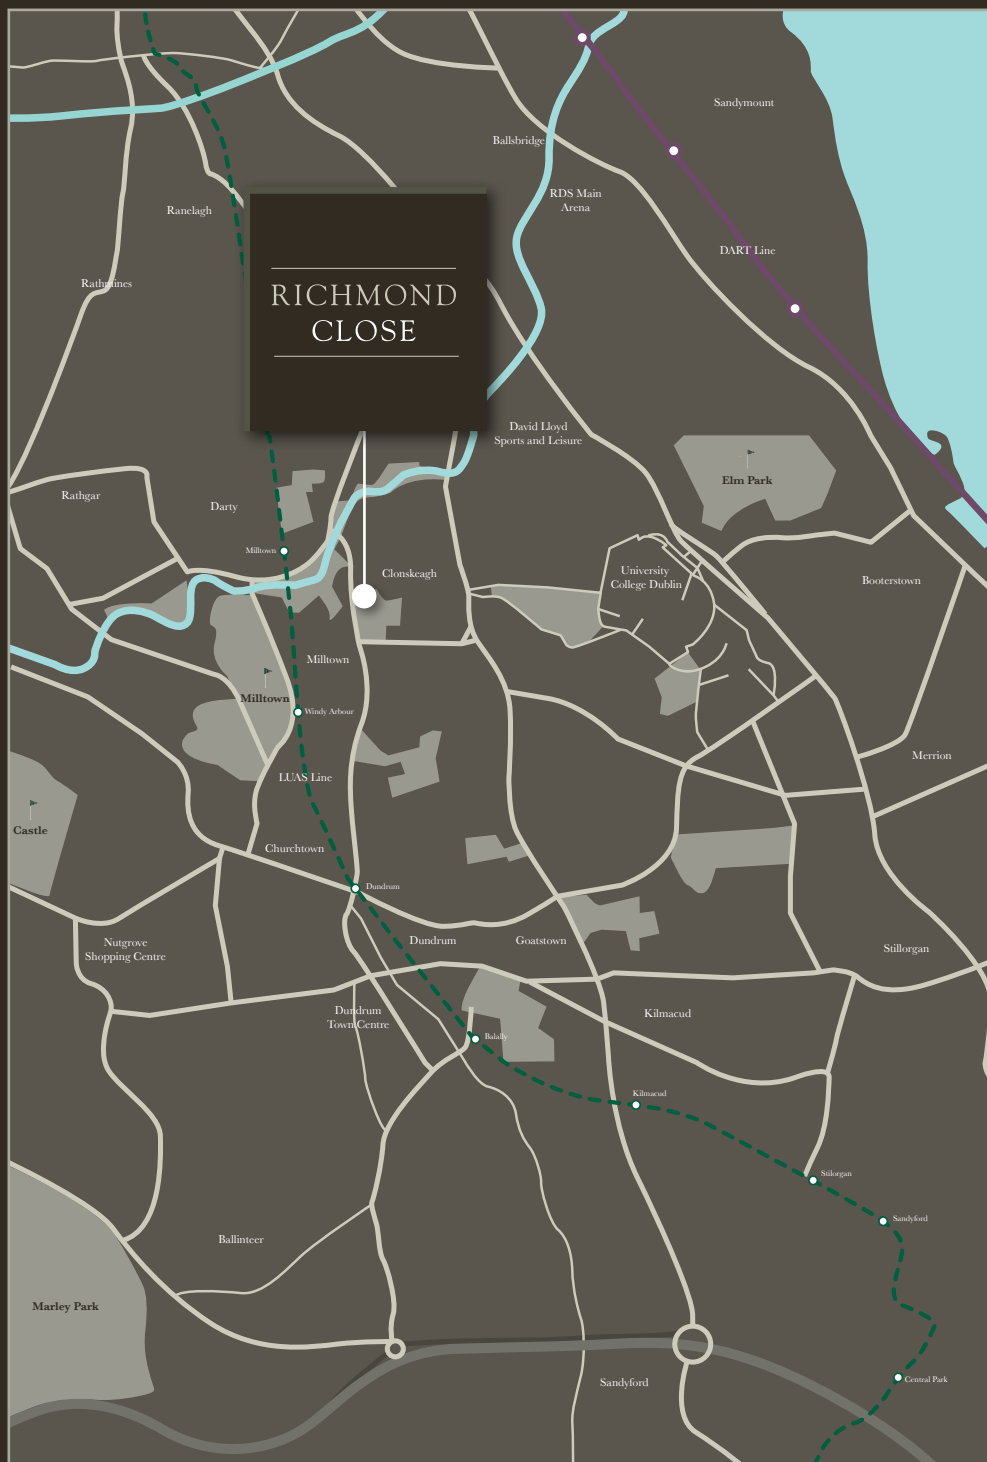 Sandymount
Ballsbridge
RDS Main
Arena
Ranelagh
DART Line
Rathmines
RICHMOND
CLOSE
David Lloyd
Sports and Leisure
Elm Park
Rathgar
Darty
Milltown
Clonskeagh
University
College Dublin
Booterstown
Milltown
Milltown
Windy Arbour
Merrion
LUAS Line
Castle
Churchtown
Dundrum
Nutgrove
Shopping Centre
Dundrum
Goatstown
Stillorgan
Dundrum
Town Centre
Kilmacud
Balally
Kilmacud
Stilorgan
Sandyford
Ballinteer
Marley Park
Central Park
Sandyford